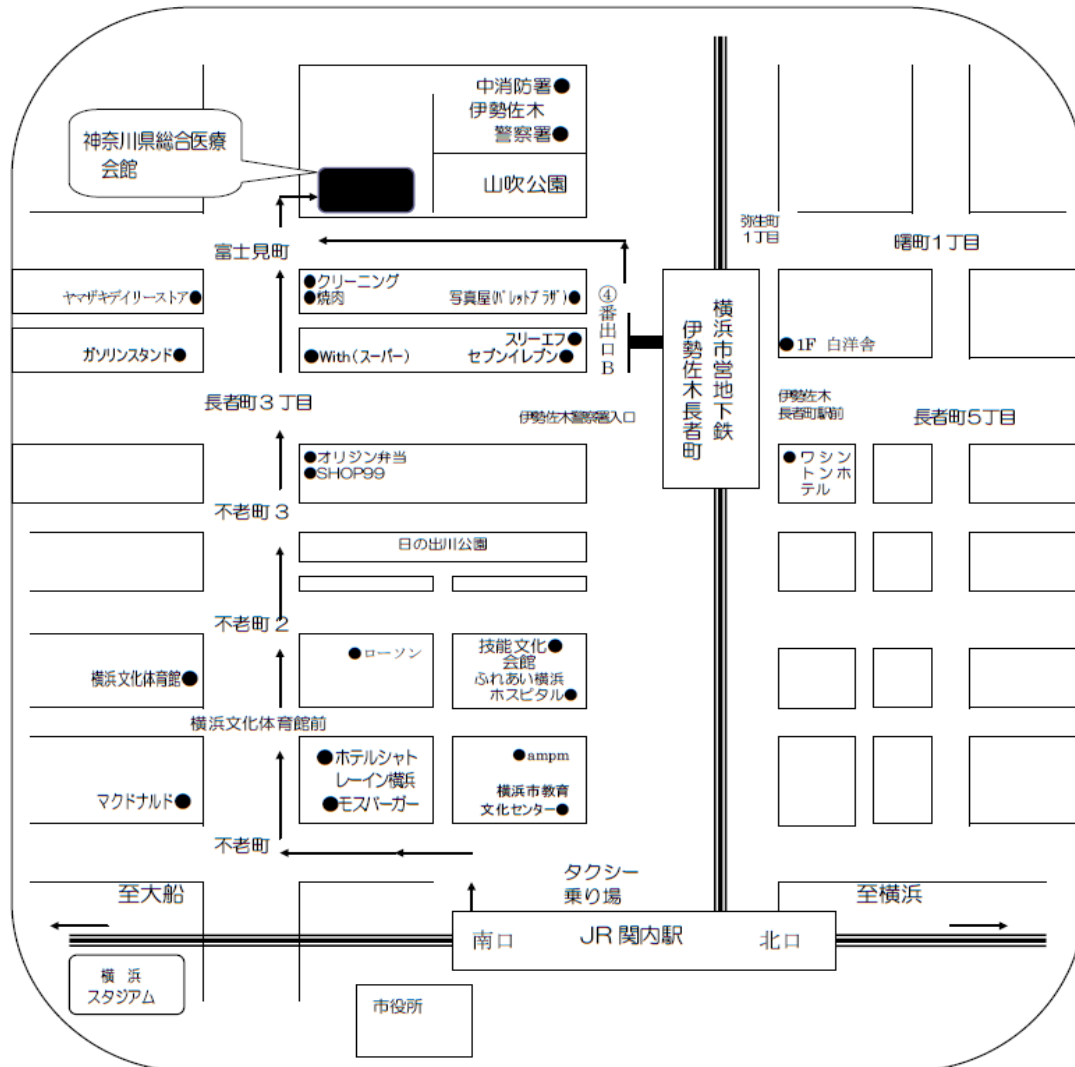 中消防署●
伊勢佐木
警察署●
神奈川県総合医療
会館
山吹公園
弥生町
1丁目
曙町1丁目
富士見町
●クリーニング
●焼肉
写真屋(パレットプラザ)●
ヤマザキデイリーストア●
④番出口B
横浜市営地下鉄
伊勢佐木長者町
スリーエフ●
セブンイレブン●
●With(スーパー)
ガソリンスタンド●
●1F 白洋舎
長者町3丁目
伊勢佐木警察署入口
伊勢佐木
長者町駅前
長者町5丁目
●オリジン弁当
●SHOP99
●ワシン
トンホ
テル
不老町3
日の出川公園
不老町2
●ローソン
技能文化●
会館
ふれあい横浜
ホスピタル●
横浜文化体育館●
横浜文化体育館前
●ホテルシャト
レーイン横浜
●モスバーガー
●ampm
横浜市教育
文化センター●
マクドナルド●
不老町
タクシー
乗り場
至大船
至横浜
南口
JR関内駅
北口
横浜
スタジアム
市役所